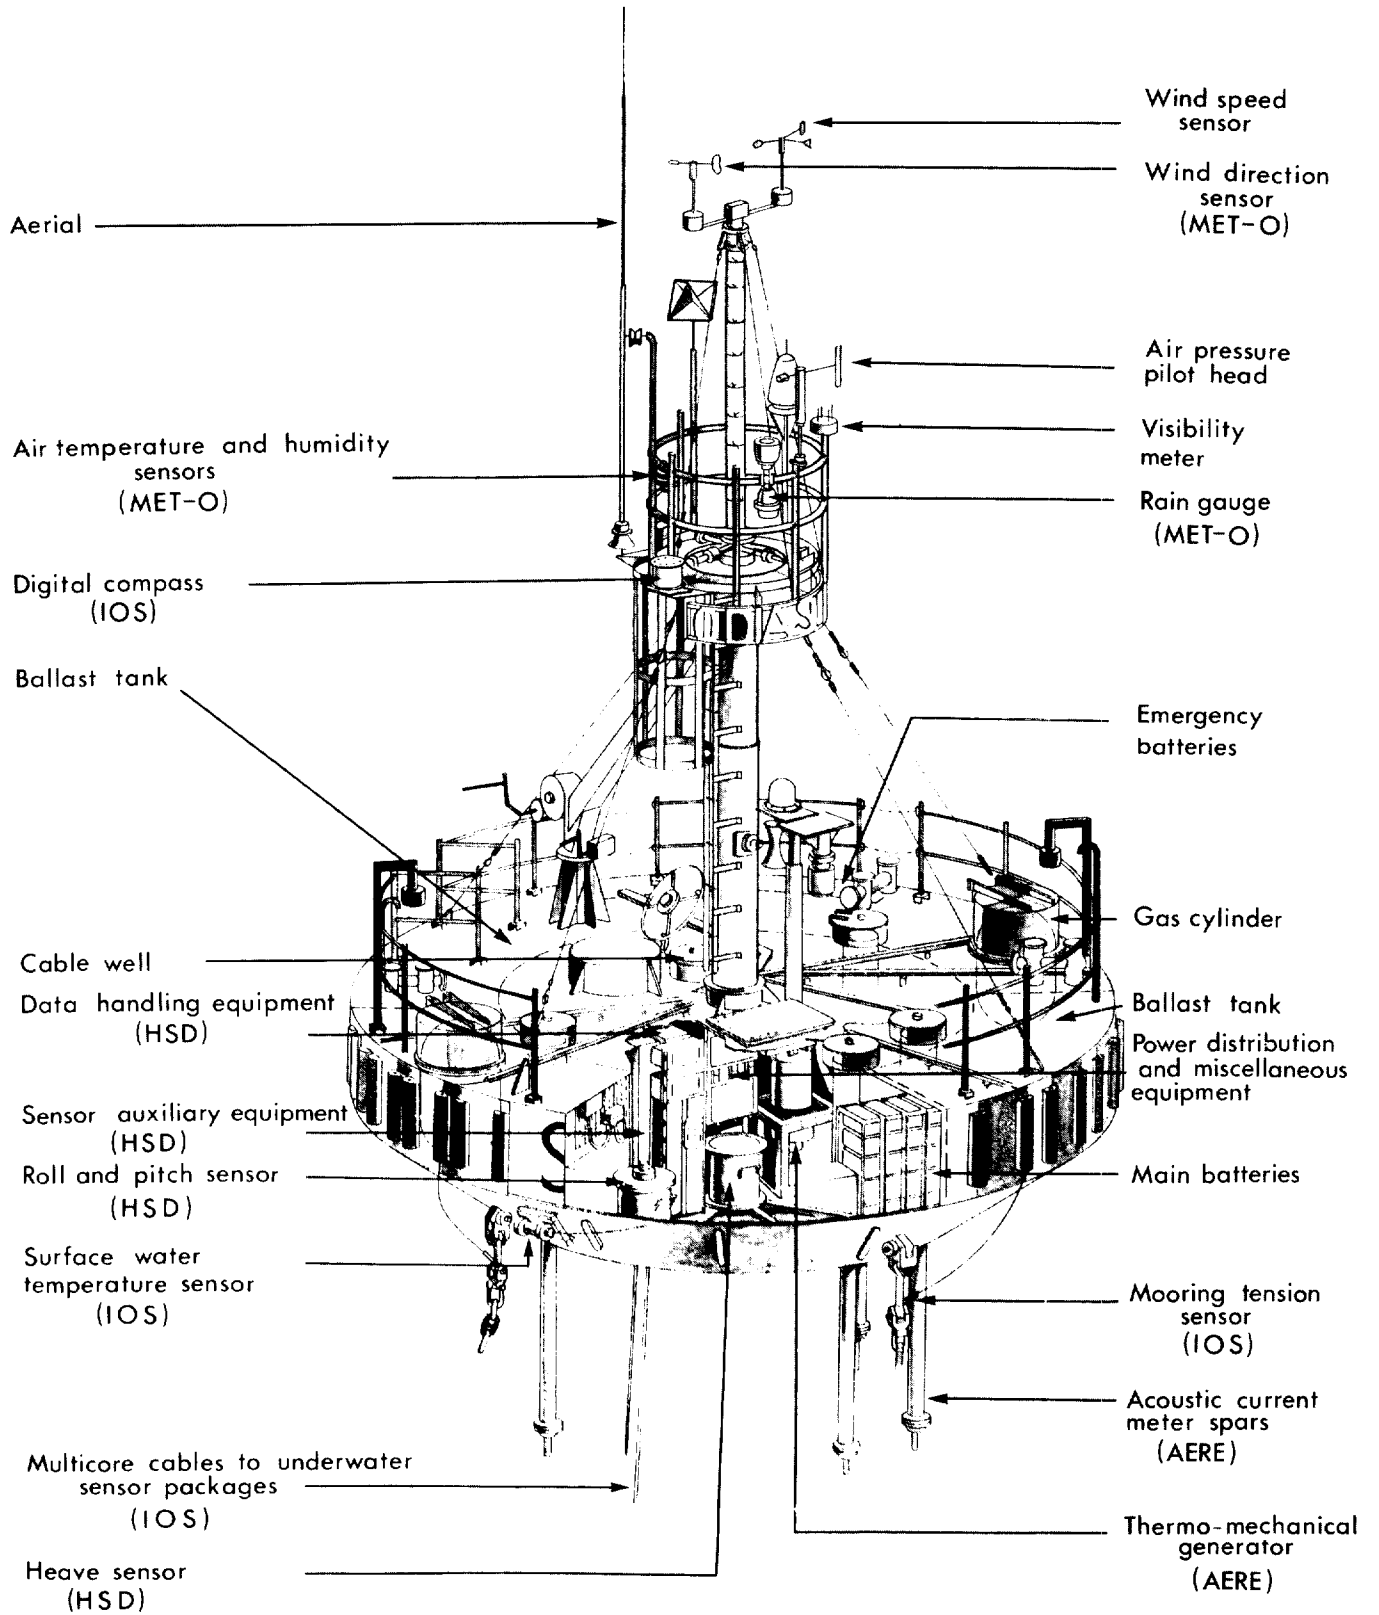 Wind speed
sensor
Wind direction
sensor
(MET-O)
Aerial
Air pressure
pilot head
Visibility
meter
Air temperature and humidity
sensors
(MET-O)
Rain gauge
(MET-O)
Digital compass
(IOS)
Ballast tank
Emergency
batteries
Gas cylinder
Cable well
Data handling equipment
(HSD)
Ballast tank
Power distribution
and miscellaneous
equipment
Sensor auxiliary equipment
(HSD)
Roll and pitch sensor
(HSD)
Main batteries
Surface water
temperature sensor
(IOS)
Mooring tension
sensor
(IOS)
Acoustic current
meter spars
(AERE)
Multicore cables to underwater
sensor packages
(IOS)
Thermo-mechanical
generator
(AERE)
Heave sensor
(HSD)